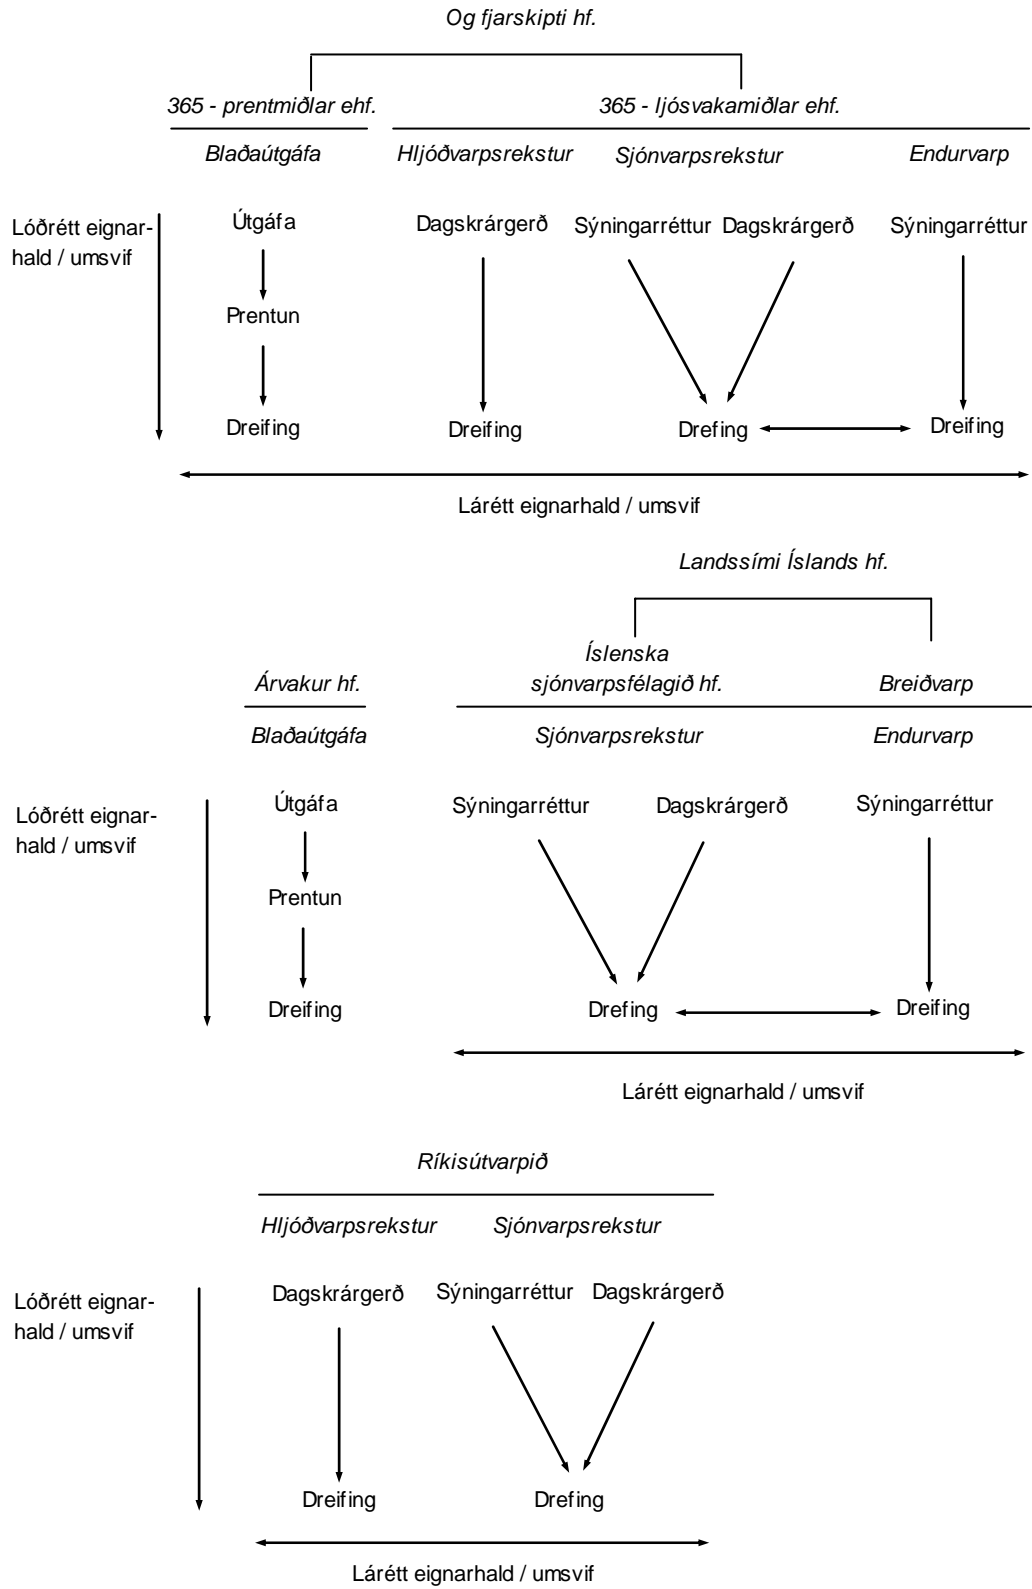 Og fjarskipti hf.
365 - prentmiðlar ehf.
365 - ljósvakamiðlar ehf.
Blaðaútgáfa
Hljóðvarpsrekstur
Sjónvarpsrekstur
Endurvarp
Lóðrétt eignar-
hald / umsvif
Útgáfa
Dagskrárgerð
Sýningarréttur
Dagskrárgerð
Sýningarréttur
Prentun
Dreifing
Dreifing
Drefing
Dreifing
Lárétt eignarhald / umsvif
Landssími Íslands hf.
Árvakur hf.
Íslenska
sjónvarpsfélagið hf.
Breiðvarp
Blaðaútgáfa
Sjónvarpsrekstur
Endurvarp
Lóðrétt eignar-
hald / umsvif
Útgáfa
Sýningarréttur
Dagskrárgerð
Sýningarréttur
Prentun
Dreifing
Drefing
Dreifing
Lárétt eignarhald / umsvif
Ríkisútvarpið
Hljóðvarpsrekstur
Sjónvarpsrekstur
Lóðrétt eignar-
hald / umsvif
Dagskrárgerð
Sýningarréttur
Dagskrárgerð
Dreifing
Drefing
Lárétt eignarhald / umsvif